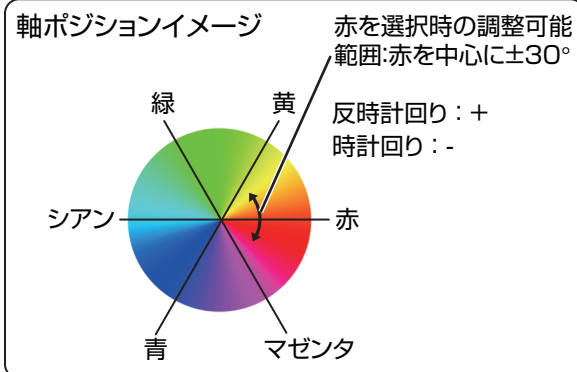 軸ポジションイメージ
赤を選択時の調整可能
範囲:赤を中心に±30°
反時計回り：+
時計回り：-
緑
黄
シアン
赤
青
マゼンタ